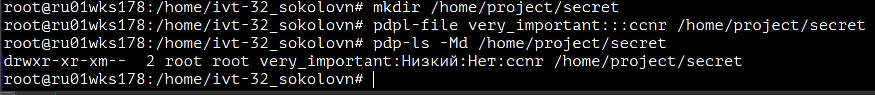 root@ru01wks178:/home/ivt-32_sokolovn# mkdir /home/project/secret
root@ru01wks178:/home/ivt-32_sokolovn# pdpl-file very_important:::ccnr /home/project/secret
root@ru01wks178:/home/ivt-32_sokolovn# pdp-ls -Md /home/project/secret
drwxr-xr-xm--  2 root root very_important:Низкий:Нет:ccnr /home/project/secret
root@ru01wks178:/home/ivt-32_sokolovn#